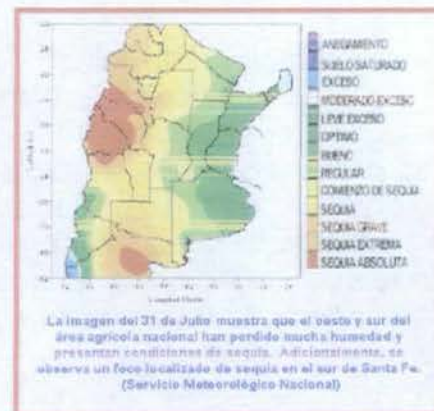 ANEGAMIENTO
SUELO SATURADO
EXCESO
MODERADO EXCESO
LEVE EXCESO
OPTIMO
BUENO
REGULAR
COMIENZO DE SEQUIA
SEQUIA
SEQUIA GRAVE
SEQUIA EXTREMA
SEQUIA ABSOLUTA
La imagen del 31 de Julio muestra que el oeste y sur del
área agrícola nacional han perdido mucha humedad y
presentan condiciones de sequía. Adicionalmente, se
observa un foco localizado de sequía en el sur de Santa Fe.
(Servicio Meteorológico Nacional)